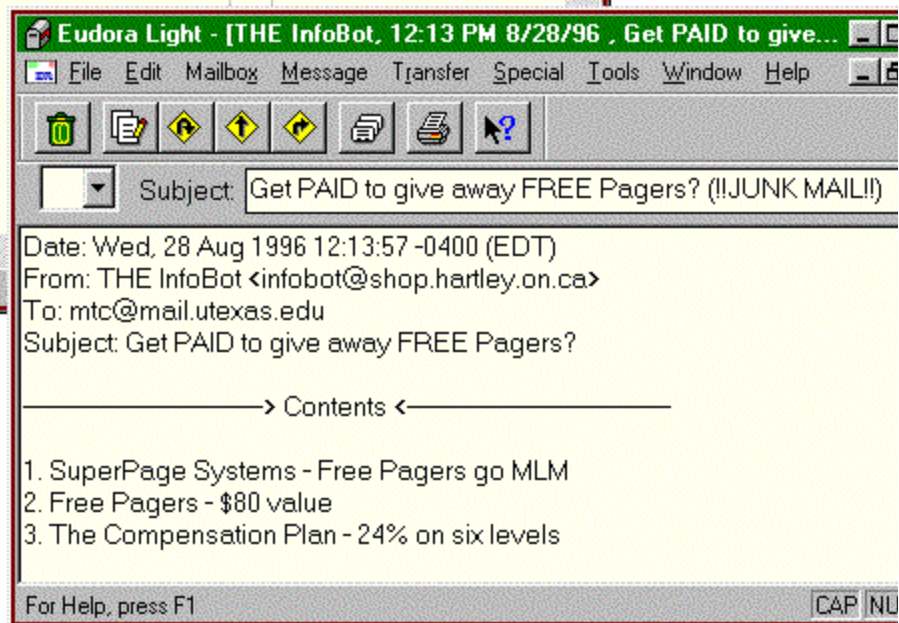 Eudora Light - [THE InfoBot, 12:13 PM 8/28/96 , Get PAID to give...
File Edit Mailbox Message Transfer Special Tools Window Help
Subject: Get PAID to give away FREE Pagers? (!!JUNK MAIL!!)
Date: Wed, 28 Aug 1996 12:13:57 -0400 (EDT)
From: THE InfoBot <infobot@shop.hartley.on.ca>
To: mtc@mail.utexas.edu
Subject: Get PAID to give away FREE Pagers?
————————> Contents <————————
1. SuperPage Systems - Free Pagers go MLM
2. Free Pagers - $80 value
3. The Compensation Plan - 24% on six levels
For Help, press F1 CAP NU